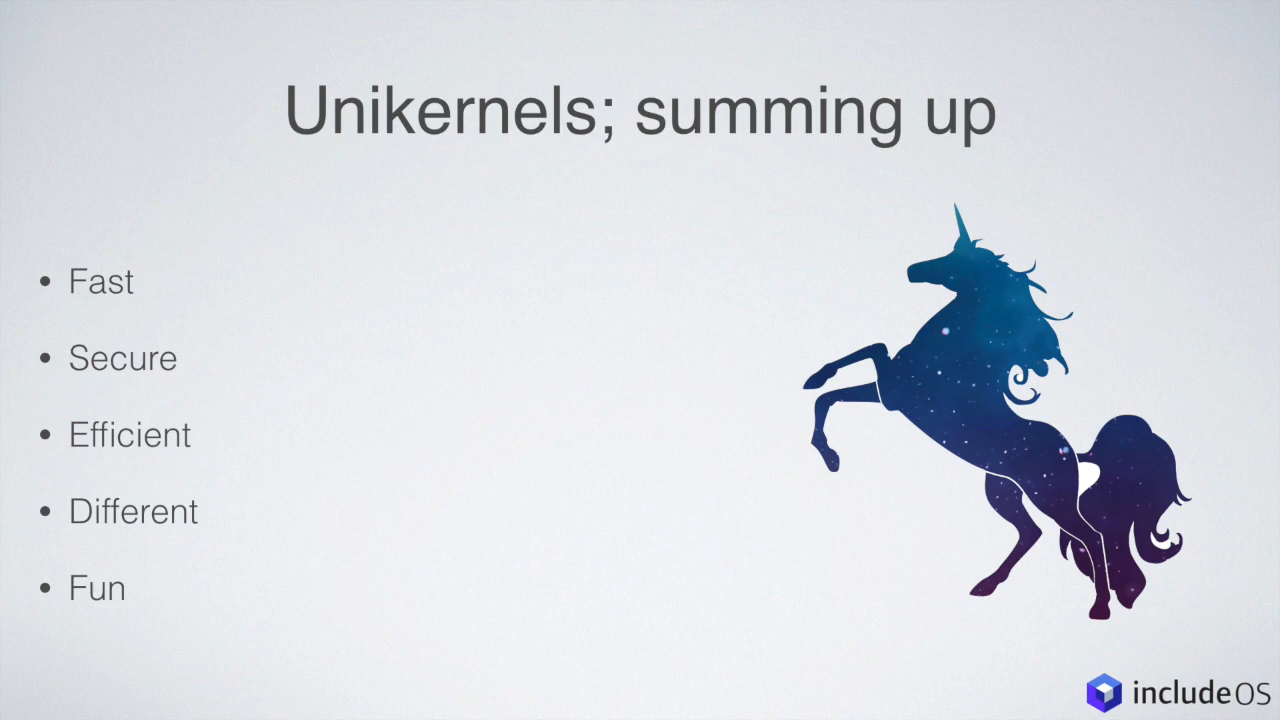 Unikernels; summing up
• Fast
• Secure
• Efficient
• Different
• Fun
includeOS